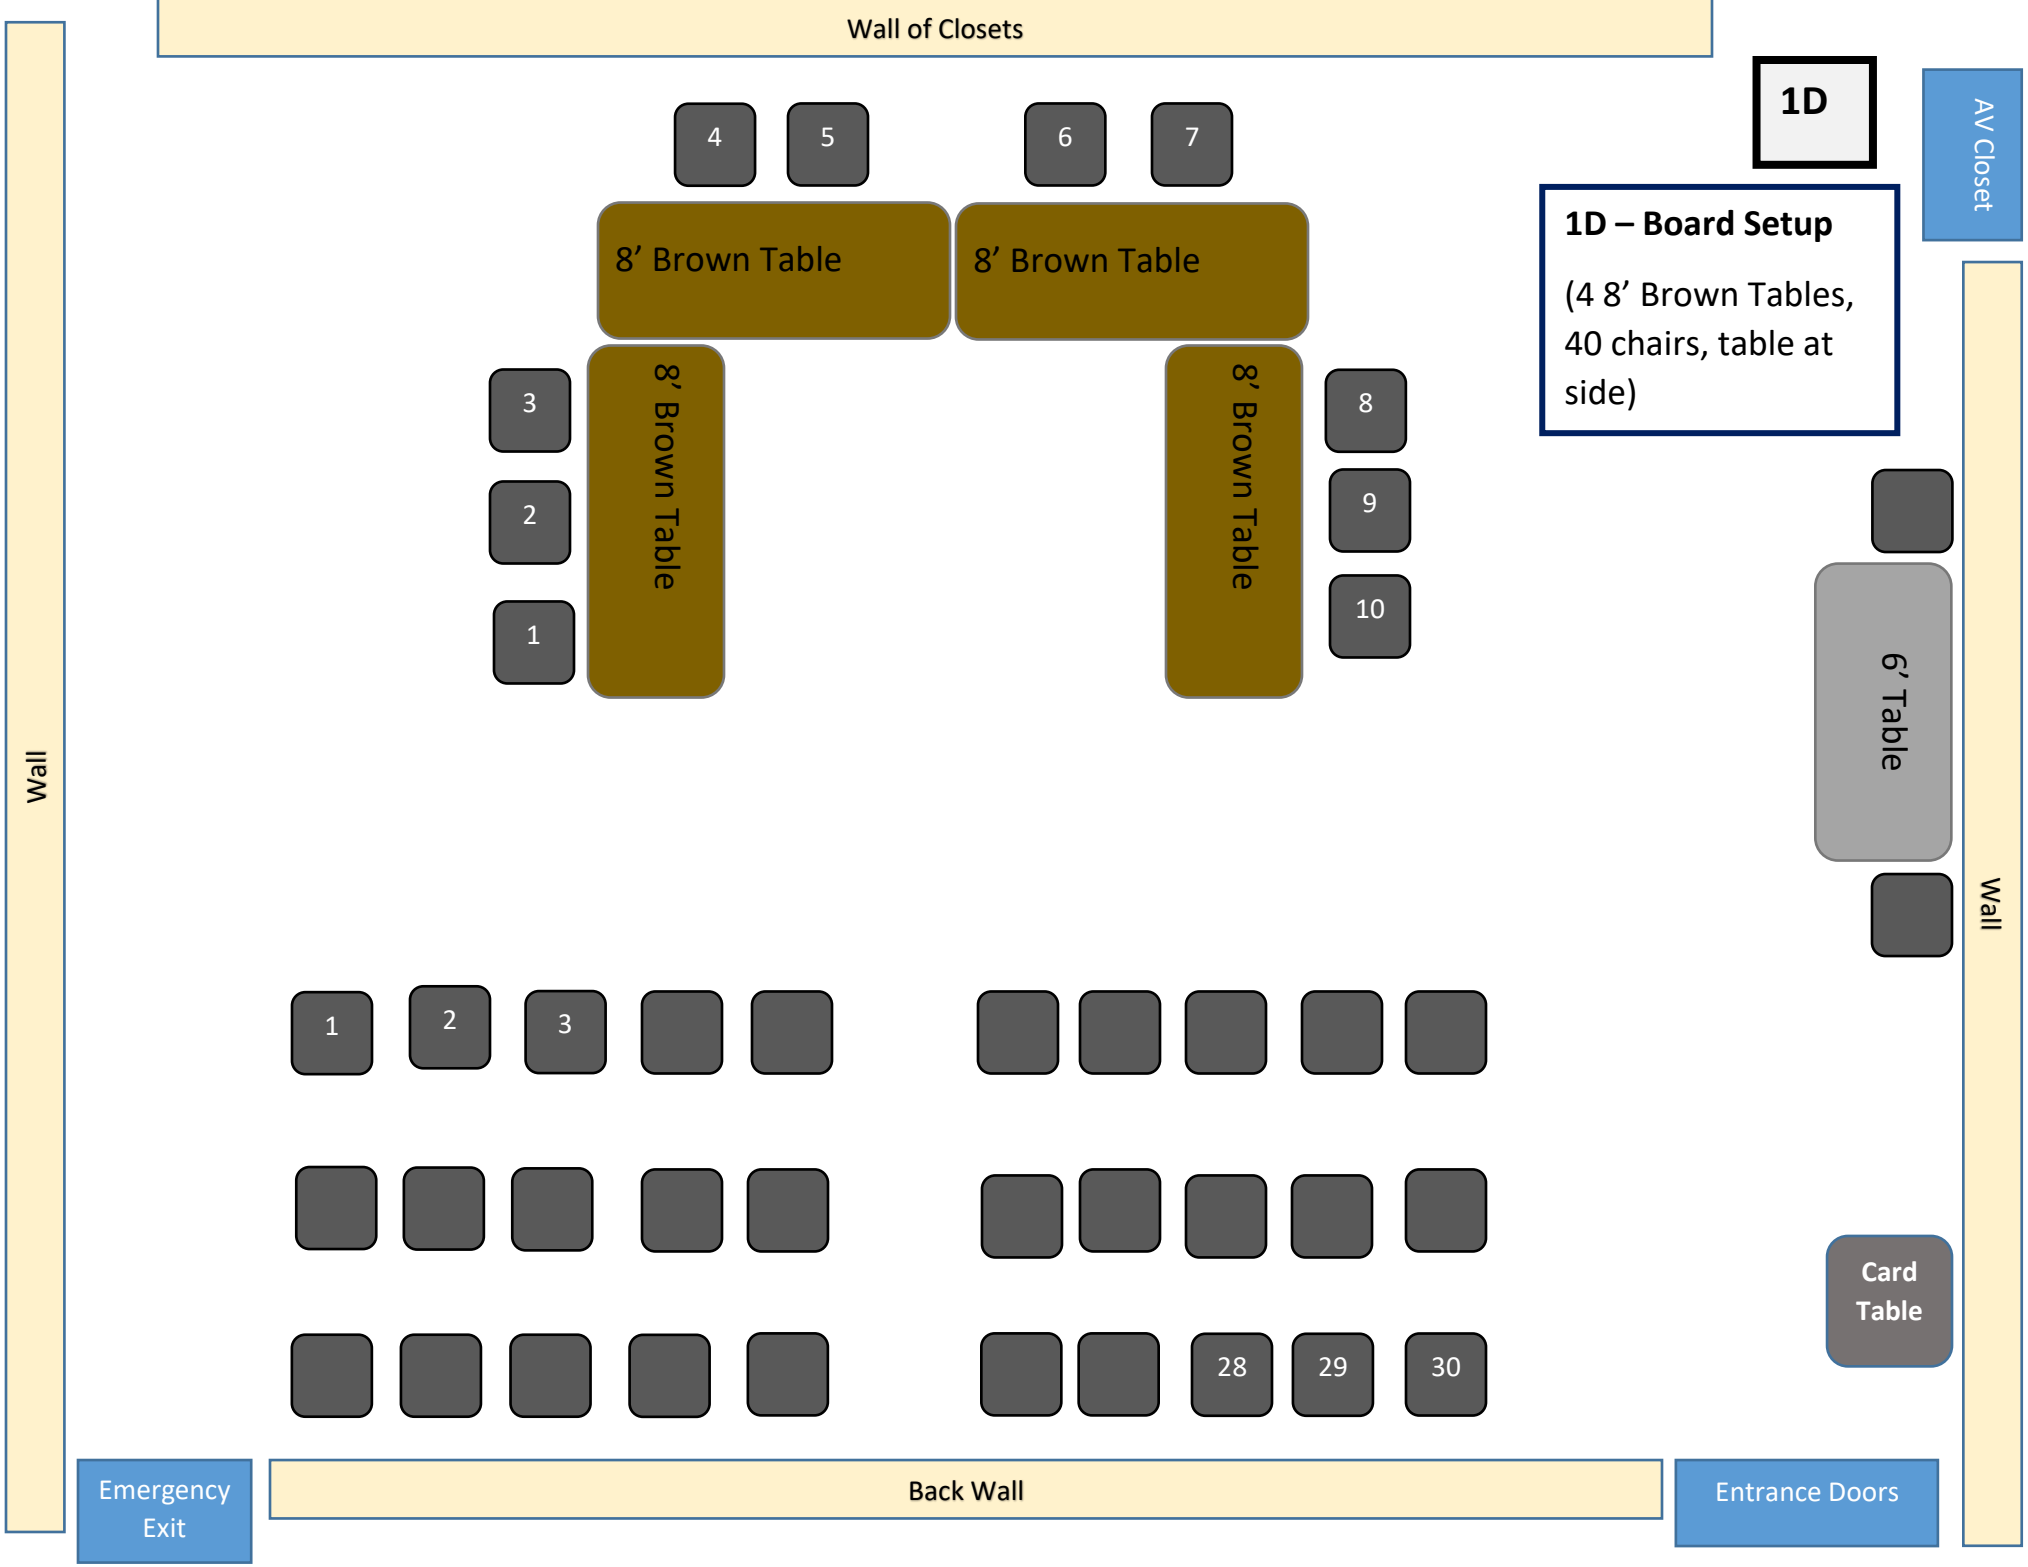 Wall of Closets
1D
AV Closet
4
5
6
7
8’ Brown Table
8’ Brown Table
1D – Board Setup
(4 8’ Brown Tables,
40 chairs, table at
side)
3
8’ Brown Table
8’ Brown Table
8
2
9
1
10
6’ Table
Wall
Wall
1
2
3
Card
Table
28
29
30
Emergency
Exit
Back Wall
Entrance Doors